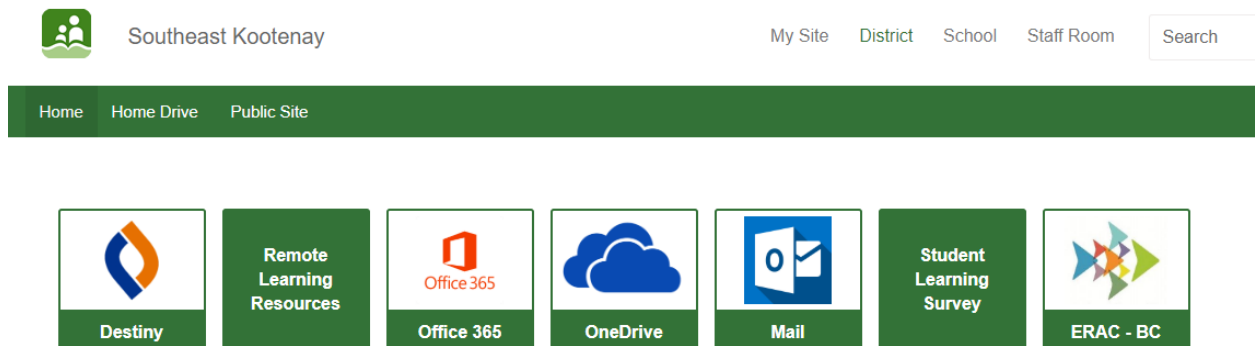 Southeast Kootenay
My Site District School Staff Room Search
Home Home Drive Public Site
Remote
Learning
Resources
Office 365
o
Student
Learning
Survey
Destiny Office 365 OneDrive Mail ERAC - BC